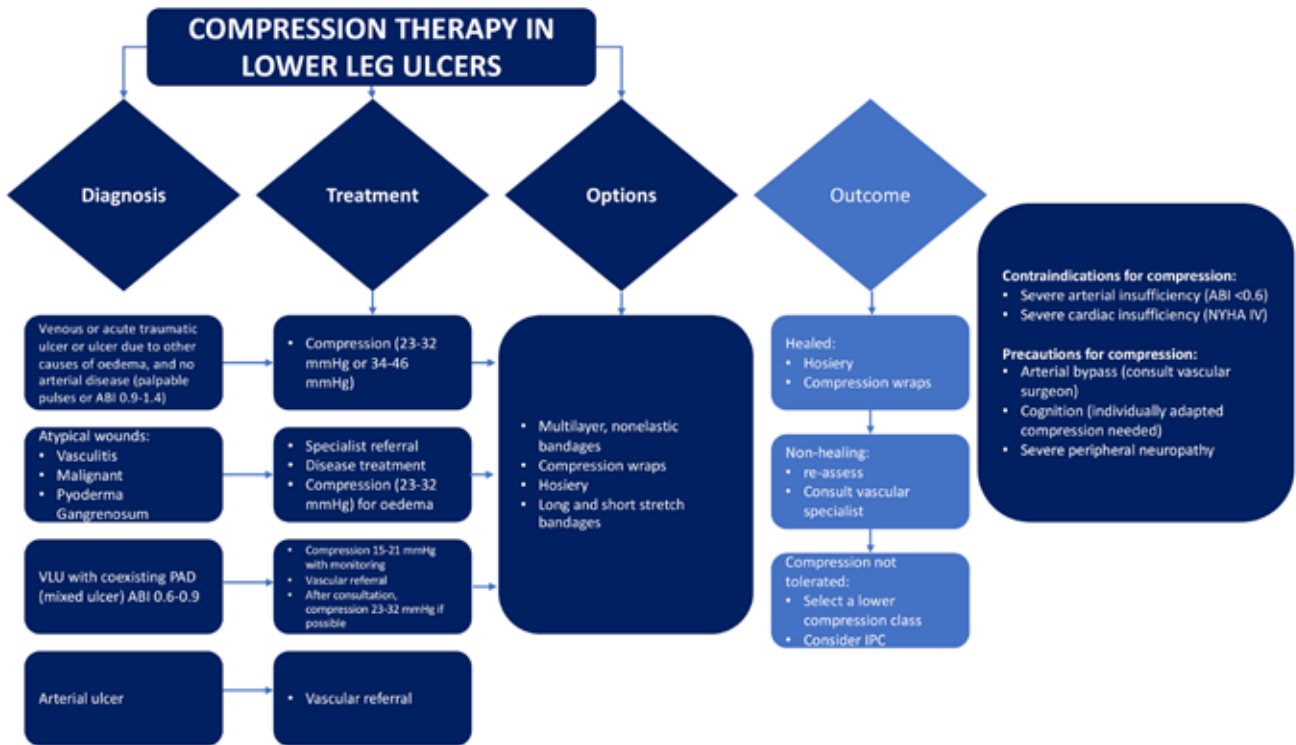 COMPRESSION THERAPY IN
LOWER LEG ULCERS
Diagnosis
Treatment
Options
Outcome
Venous or acute traumatic
ulcer or ulcer due to other
causes of oedema, and no
arterial disease (palpable
pulses or ABI 0.9-1.4)
• Compression (23-32
mmHg or 34-46
mmHg)
Atypical wounds:
• Vasculitis
• Malignant
• Pyoderma
Gangrenosum
• Specialist referral
• Disease treatment
• Compression (23-32
mmHg) for oedema
VLU with coexisting PAD
(mixed ulcer) ABI 0.6-0.9
• Compression 15-21 mmHg
with monitoring
• Vascular referral
• After consultation,
compression 23-32 mmHg if
possible
Arterial ulcer
• Vascular referral
• Multilayer, nonelastic
bandages
• Compression wraps
• Hosiery
• Long and short stretch
bandages
Healed:
• Hosiery
• Compression wraps
Non-healing:
• re-assess
• Consult vascular
specialist
Compression not
tolerated:
• Select a lower
compression class
• Consider IPC
Contraindications for compression:
• Severe arterial insufficiency (ABI <0.6)
• Severe cardiac insufficiency (NYHA IV)
Precautions for compression:
• Arterial bypass (consult vascular
surgeon)
• Cognition (individually adapted
compression needed)
• Severe peripheral neuropathy